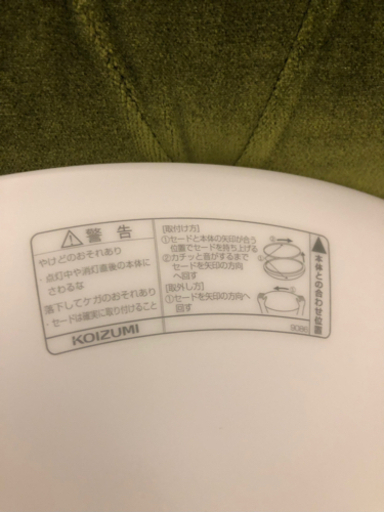 ⚠警告
やけどのおそれあり
・点灯中や消灯直後の本体に
さわるな
落下してケガのおそれあり
・セードは確実に取り付けること
KOIZUMI
[取付け方]
①セードと本体の矢印が合う
位置でセードを持ち上げる
②カチッと音がするまで
セードを矢印の方向
へ回す
[取外し方]
①セードを矢印の方向へ
回す
▲本体との合わせ位置